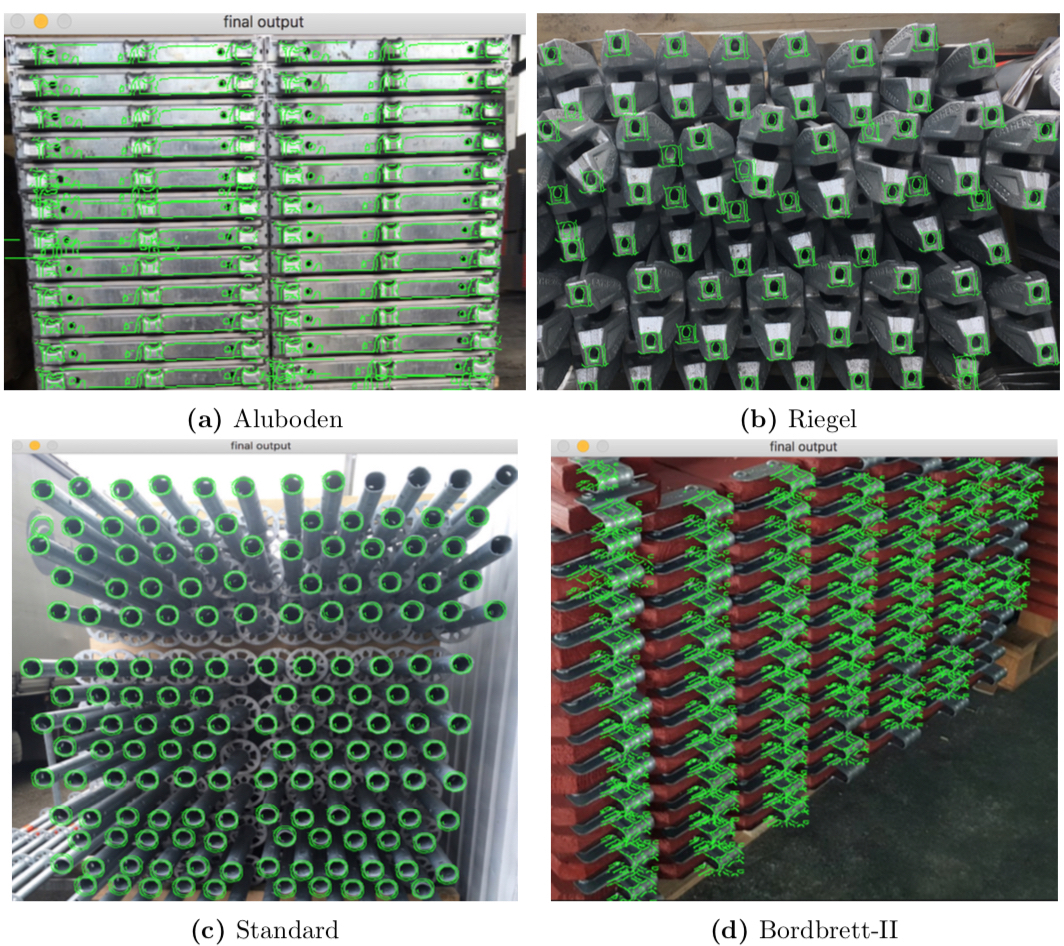 final output
(a) Aluboden
(b) Riegel
final output
final output
(c) Standard
(d) Bordbrett-II